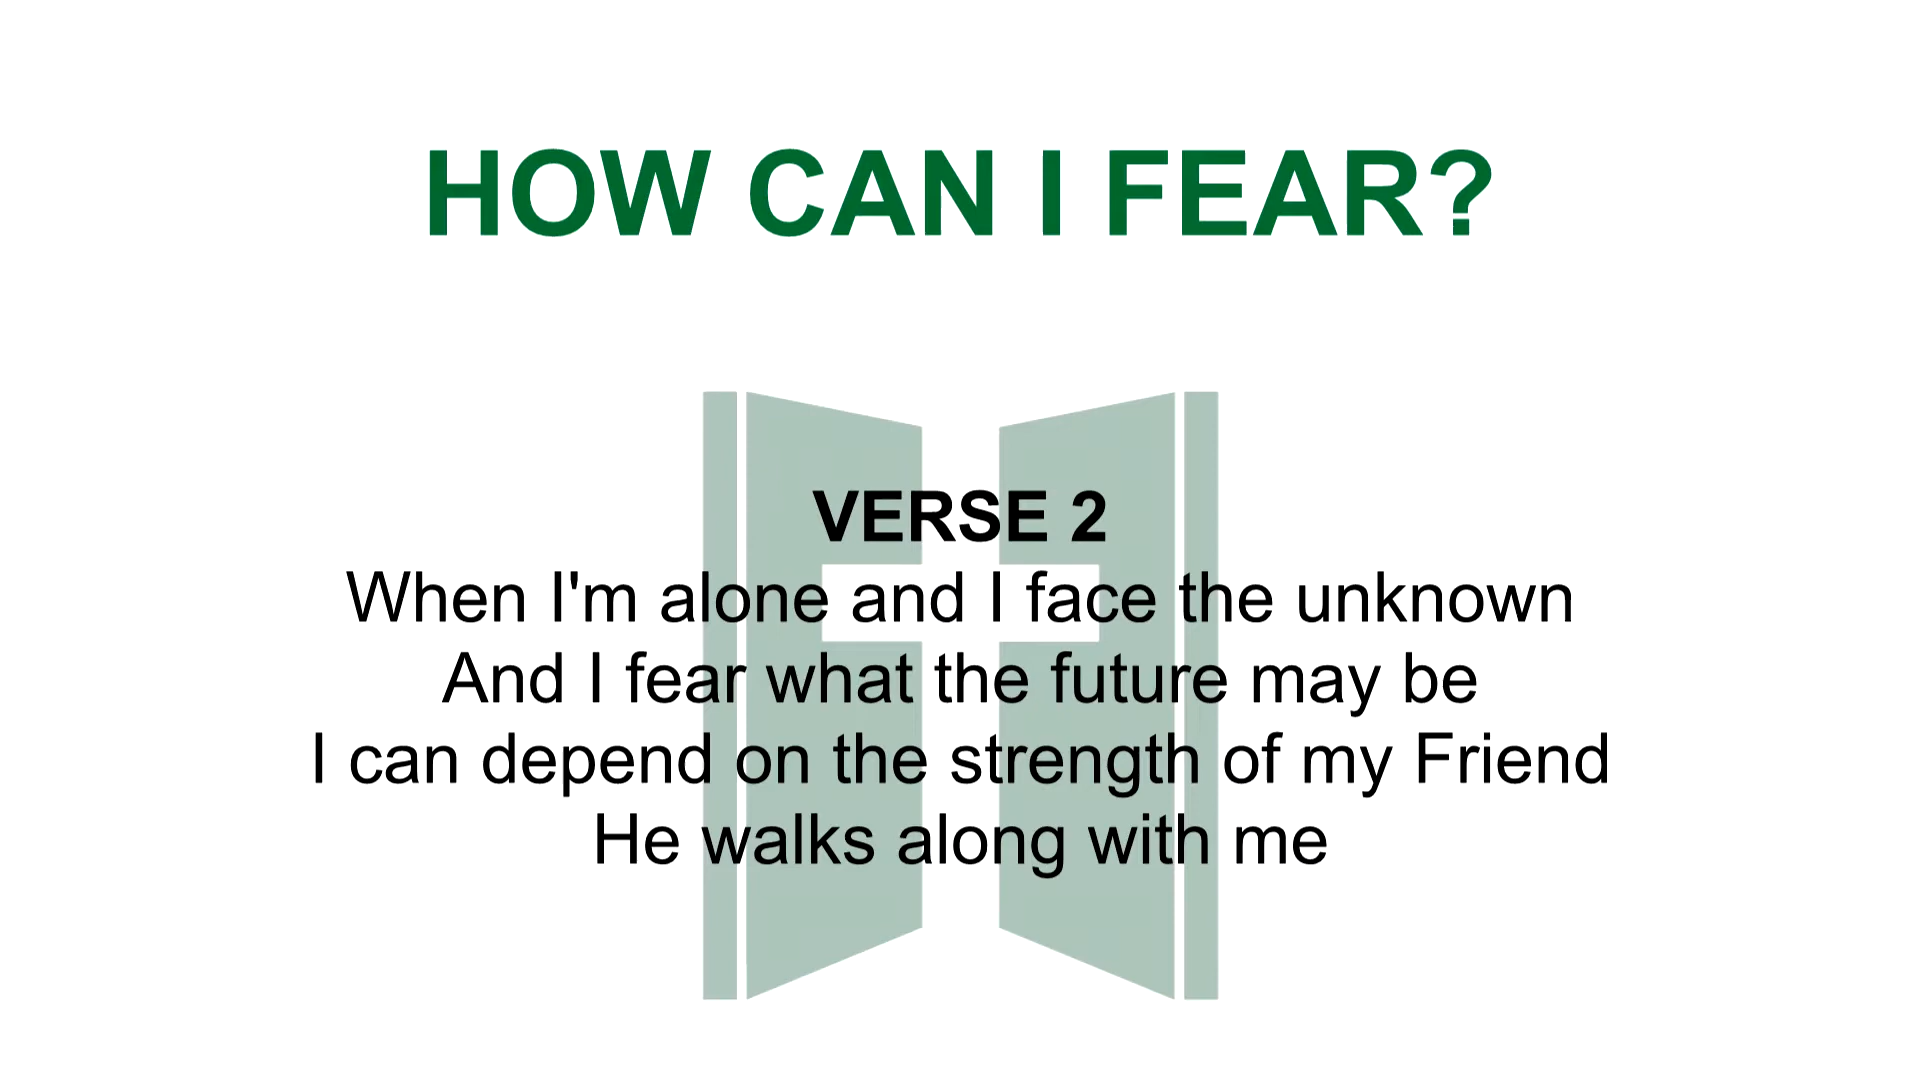 HOW CAN I FEAR?
VERSE 2
When I'm alone and I face the unknown
And I fear what the future may be
I can depend on the strength of my Friend
He walks along with me